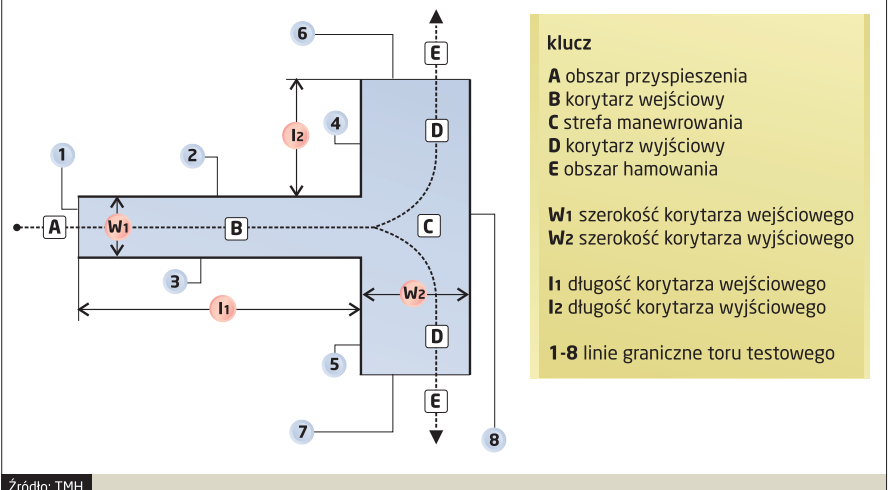 6
E
D
4
l2
1
2
A
W1
B
C
3
l1
W2
D
5
E
7
8
klucz
A obszar przyspieszenia
B korytarz wejściowy
C strefa manewrowania
D korytarz wyjściowy
E obszar hamowania
W1 szerokość korytarza wejściowego
W2 szerokość korytarza wyjściowego
l1 długość korytarza wejściowego
l2 długość korytarza wyjściowego
1-8 linie graniczne toru testowego
Źródło: TMH